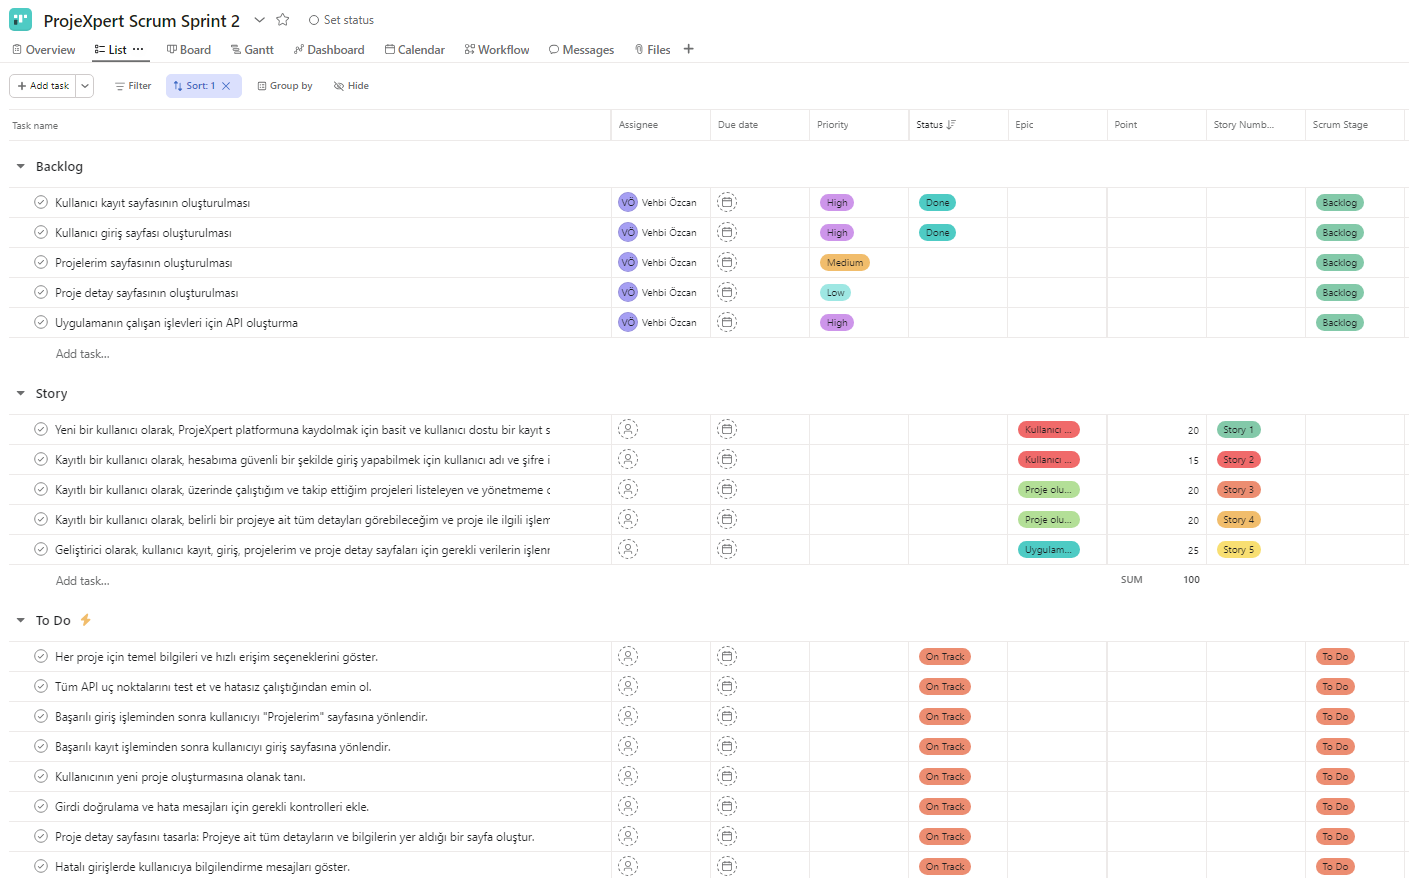 ProjeXpert Scrum Sprint 2 Set status
Overview List Board Gantt Dashboard Calendar Workflow Messages Files
Add task Filter Sort: 1 Group by Hide
Task name Assignee Due date Priority Status Epic Point Story Numb... Scrum Stage
Backlog
Kullanıcı kayıt sayfasının oluşturulması VÖ Vehbi Özcan High Done Backlog
Kullanıcı giriş sayfası oluşturulması VÖ Vehbi Özcan High Done Backlog
Projelerim sayfasının oluşturulması VÖ Vehbi Özcan Medium Backlog
Proje detay sayfasının oluşturulması VÖ Vehbi Özcan Low Backlog
Uygulamanın çalışan işlevleri için API oluşturma VÖ Vehbi Özcan High Backlog
Add task...
Story
Yeni bir kullanıcı olarak, ProjeXpert platformuna kaydolmak için basit ve kullanıcı dostu bir kayıt s Kullanıcı ... 20 Story 1
Kayıtlı bir kullanıcı olarak, hesabıma güvenli bir şekilde giriş yapabilmek için kullanıcı adı ve şifre i Kullanıcı ... 15 Story 2
Kayıtlı bir kullanıcı olarak, üzerinde çalıştığım ve takip ettiğim projeleri listeleyen ve yönetmeme Proje olu... 20 Story 3
Kayıtlı bir kullanıcı olarak, belirli bir projeye ait tüm detayları görebileceğim ve proje ile ilgili işlem Proje olu... 20 Story 4
Geliştirici olarak, kullanıcı kayıt, giriş, projelerim ve proje detay sayfaları için gerekli verilerin Uygulam... 25 Story 5
Add task... SUM 100
To Do
Her proje için temel bilgileri ve hızlı erişim seçeneklerini göster. On Track To Do
Tüm API uç noktalarını test et ve hatasız çalıştığından emin ol. On Track To Do
Başarılı giriş işleminden sonra kullanıcıyı "Projelerim" sayfasına yönlendir. On Track To Do
Başarılı kayıt işleminden sonra kullanıcıyı giriş sayfasına yönlendir. On Track To Do
Kullanıcının yeni proje oluşturmasına olanak tanı. On Track To Do
Girdi doğrulama ve hata mesajları için gerekli kontrolleri ekle. On Track To Do
Proje detay sayfasını tasarla: Projeye ait tüm detayların ve bilgilerin yer aldığı bir sayfa oluştur. On Track To Do
Hatalı girişlerde kullanıcıya bilgilendirme mesajları göster. On Track To Do